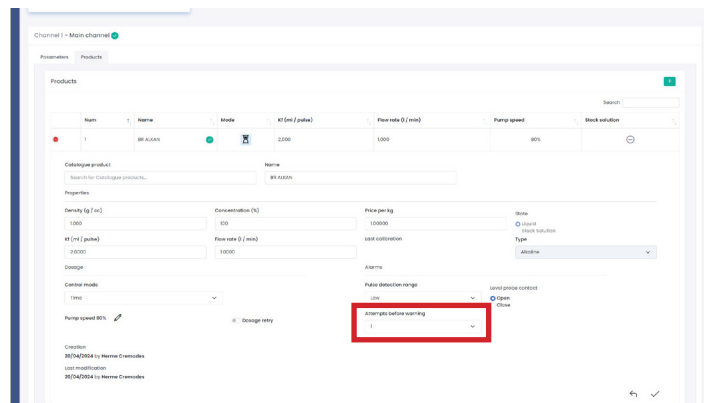 Channel 1 - Main channel
Parameters Products
Products
+
Search
Num Name Mode Kf (ml / pulse) Flow rate (l / min) Pump speed Stock solution
1 BR ALKAN 2,000 1,000 80%
Catalogue product Name
Search for Catalogue products... BR ALKAN
Properties
Density (g / cc) Concentration (%) Price per kg State
1.000 100 1.00000 Liquid
Stock Solution
Kf (ml / pulse) Flow rate (l / min) Last calibration Type
2.0000 1.0000 Alkaline
Dosage Alarms
Control mode Pulse detection range Level probe contact
Time Low Open
Close
Pump speed 80% Dosage retry Attempts before warning
1
Creation
30/04/2024 by Herme Cremades
Last modification
30/04/2024 by Herme Cremades